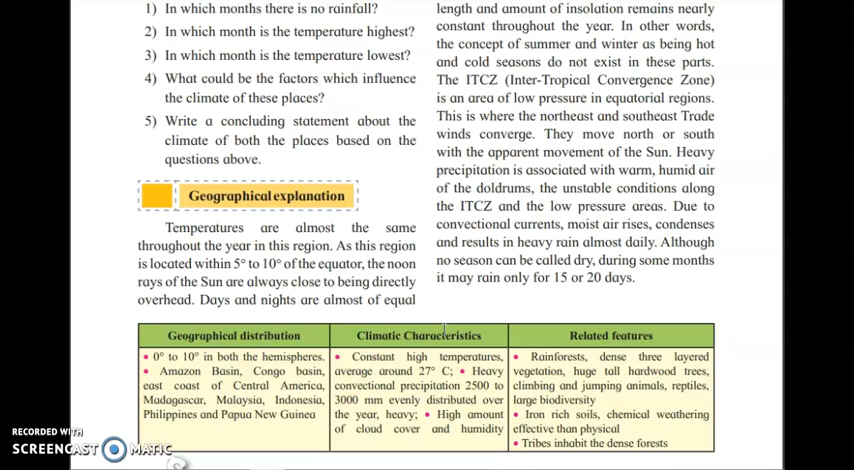 1) In which months there is no rainfall?
2) In which month is the temperature highest?
3) In which month is the temperature lowest?
4) What could be the factors which influence
the climate of these places?
5) Write a concluding statement about the
climate of both the places based on the
questions above.
Geographical explanation
Temperatures are almost the same
throughout the year in this region. As this region
is located within 5° to 10° of the equator, the noon
rays of the Sun are always close to being directly
overhead. Days and nights are almost of equal
length and amount of insolation remains nearly
constant throughout the year. In other words,
the concept of summer and winter as being hot
and cold seasons do not exist in these parts.
The ITCZ (Inter-Tropical Convergence Zone)
is an area of low pressure in equatorial regions.
This is where the northeast and southeast Trade
winds converge. They move north or south
with the apparent movement of the Sun. Heavy
precipitation is associated with warm, humid air
of the doldrums, the unstable conditions along
the ITCZ and the low pressure areas. Due to
convectional currents, moist air rises, condenses
and results in heavy rain almost daily. Although
no season can be called dry, during some months
it may rain only for 15 or 20 days.
Geographical distribution
• 0° to 10° in both the hemispheres.
• Amazon Basin, Congo basin,
east coast of Central America,
Madagascar, Malaysia, Indonesia,
Philippines and Papua New Guinea
Climatic Characteristics
• Constant high temperatures,
average around 27° C; • Heavy
convectional precipitation 2500 to
3000 mm evenly distributed over
the year, heavy; • High amount
of cloud cover and humidity
Related features
• Rainforests, dense three layered
vegetation, huge tall hardwood trees,
climbing and jumping animals, reptiles,
large biodiversity
• Iron rich soils, chemical weathering
effective than physical
• Tribes inhabit the dense forests
RECORDED WITH
SCREENCAST MATIC